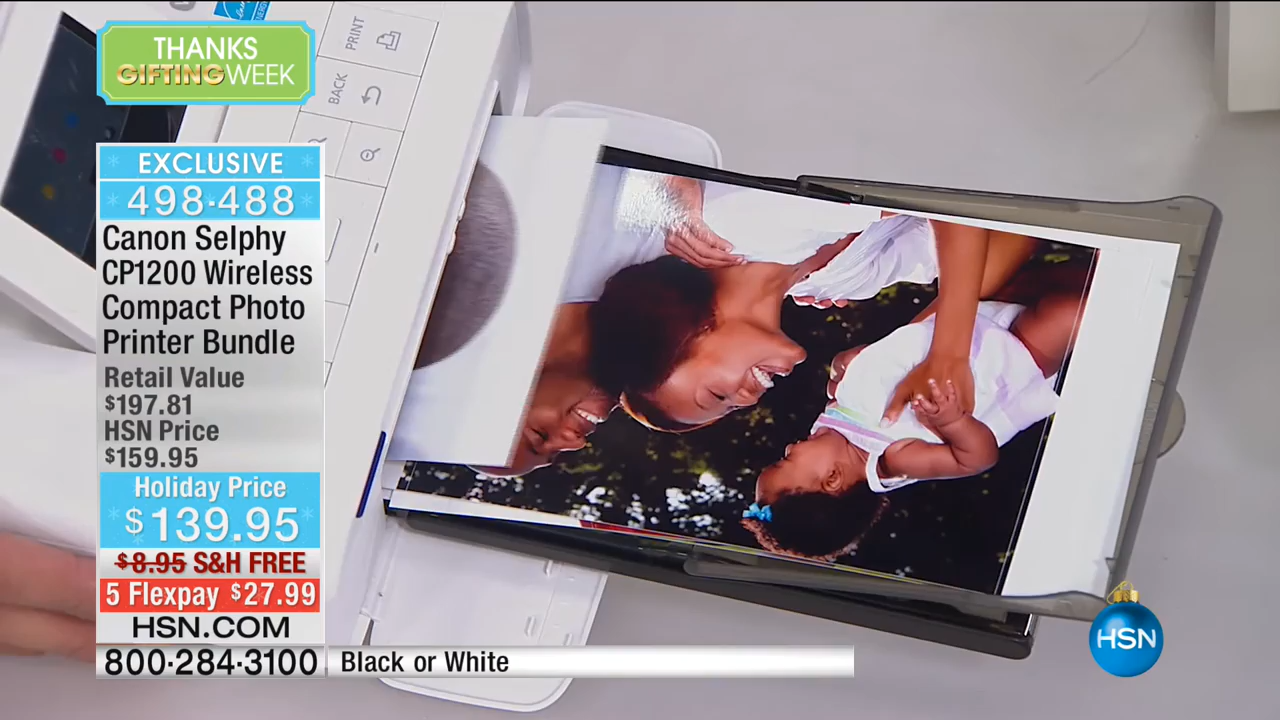 THANKS
GIFTING WEEK
EXCLUSIVE
498-488
Canon Selphy
CP1200 Wireless
Compact Photo
Printer Bundle
Retail Value
$197.81
HSN Price
$159.95
Holiday Price
$139.95
$8.95 S&H FREE
5 Flexpay $27.99
HSN.COM
800-284-3100
Black or White
PRINT
BACK
HSN